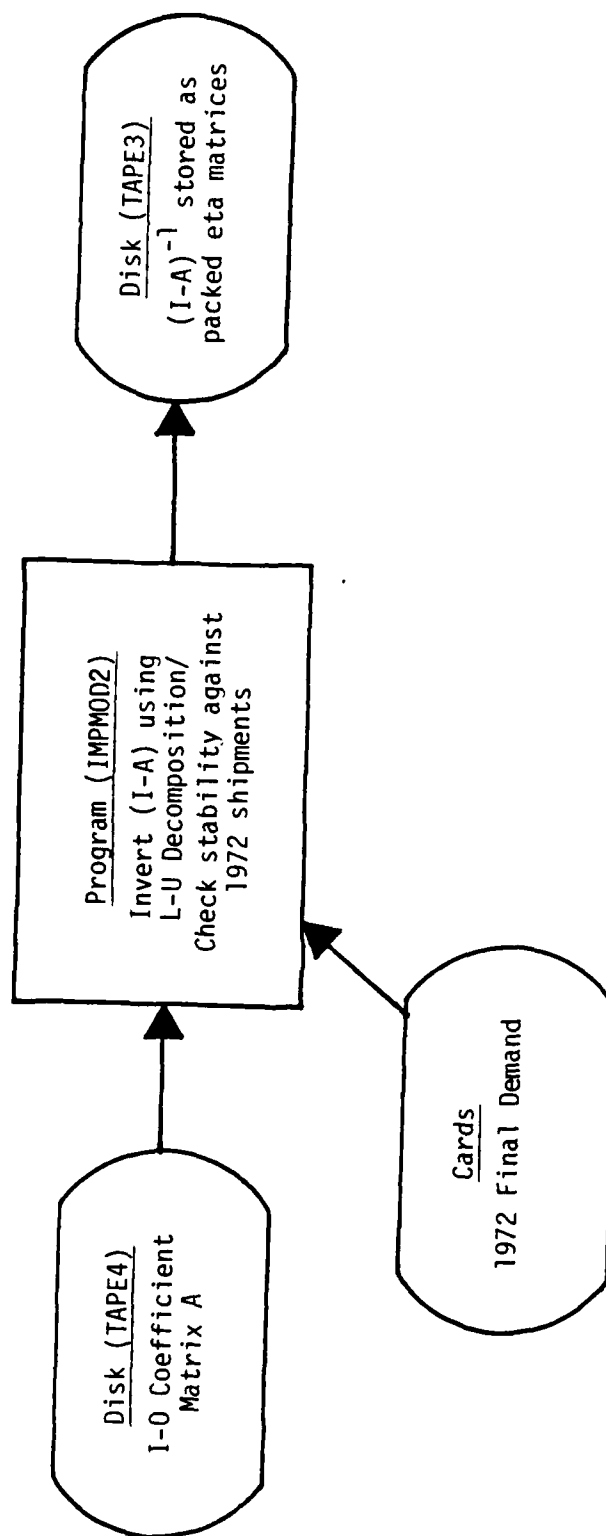 Disk (TAPE4)
I-O Coefficient
Matrix A
Cards
1972 Final Demand
Program (IMPMOD2)
Invert (I-A) using
L-U Decomposition/
Check stability against
1972 shipments
Disk (TAPE3)
(I-A)⁻¹ stored as
packed eta matrices